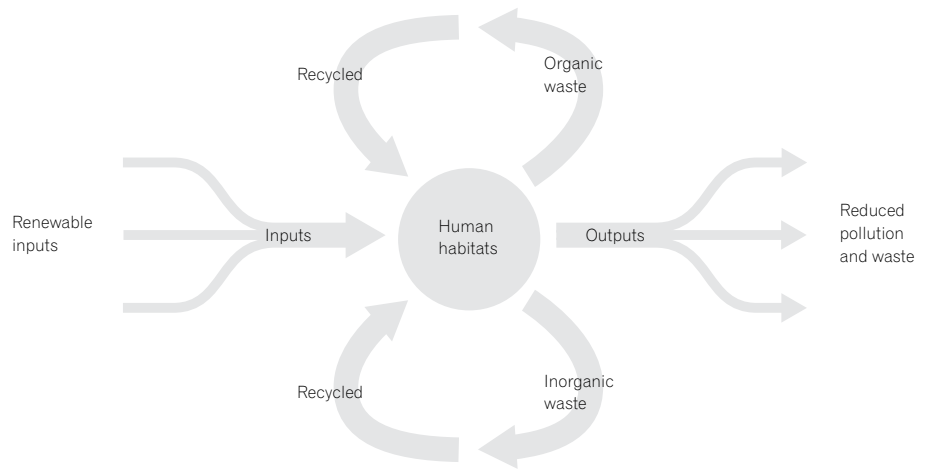 Recycled
Organic
waste
Renewable
inputs
Inputs
Human
habitats
Outputs
Reduced
pollution
and waste
Recycled
Inorganic
waste